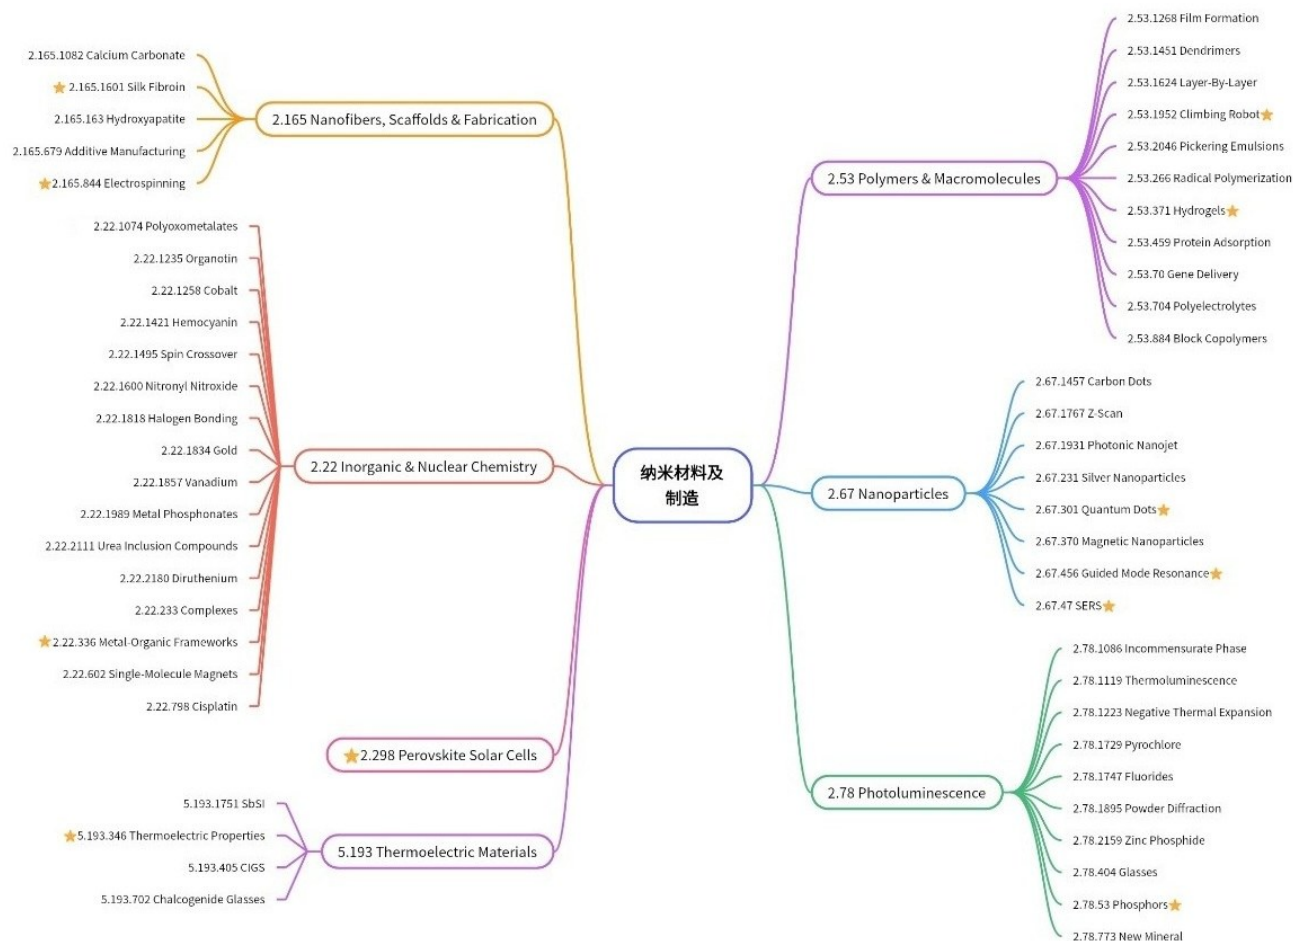 纳米材料及
制造
2.165 Nanofibers, Scaffolds & Fabrication
2.165.1082 Calcium Carbonate
2.165.1601 Silk Fibroin
2.165.163 Hydroxyapatite
2.165.679 Additive Manufacturing
2.165.844 Electrospinning
2.22 Inorganic & Nuclear Chemistry
2.22.1074 Polyoxometalates
2.22.1235 Organotin
2.22.1258 Cobalt
2.22.1421 Hemocyanin
2.22.1495 Spin Crossover
2.22.1600 Nitronyl Nitroxide
2.22.1818 Halogen Bonding
2.22.1834 Gold
2.22.1857 Vanadium
2.22.1989 Metal Phosphonates
2.22.2111 Urea Inclusion Compounds
2.22.2180 Diruthenium
2.22.233 Complexes
2.22.336 Metal-Organic Frameworks
2.22.602 Single-Molecule Magnets
2.22.798 Cisplatin
2.298 Perovskite Solar Cells
5.193 Thermoelectric Materials
5.193.1751 SbSI
5.193.346 Thermoelectric Properties
5.193.405 CIGS
5.193.702 Chalcogenide Glasses
2.53 Polymers & Macromolecules
2.53.1268 Film Formation
2.53.1451 Dendrimers
2.53.1624 Layer-By-Layer
2.53.1952 Climbing Robot
2.53.2046 Pickering Emulsions
2.53.266 Radical Polymerization
2.53.371 Hydrogels
2.53.459 Protein Adsorption
2.53.70 Gene Delivery
2.53.704 Polyelectrolytes
2.53.884 Block Copolymers
2.67 Nanoparticles
2.67.1457 Carbon Dots
2.67.1767 Z-Scan
2.67.1931 Photonic Nanojet
2.67.231 Silver Nanoparticles
2.67.301 Quantum Dots
2.67.370 Magnetic Nanoparticles
2.67.456 Guided Mode Resonance
2.67.47 SERS
2.78 Photoluminescence
2.78.1086 Incommensurate Phase
2.78.1119 Thermoluminescence
2.78.1223 Negative Thermal Expansion
2.78.1729 Pyrochlore
2.78.1747 Fluorides
2.78.1895 Powder Diffraction
2.78.2159 Zinc Phosphide
2.78.404 Glasses
2.78.53 Phosphors
2.78.773 New Mineral